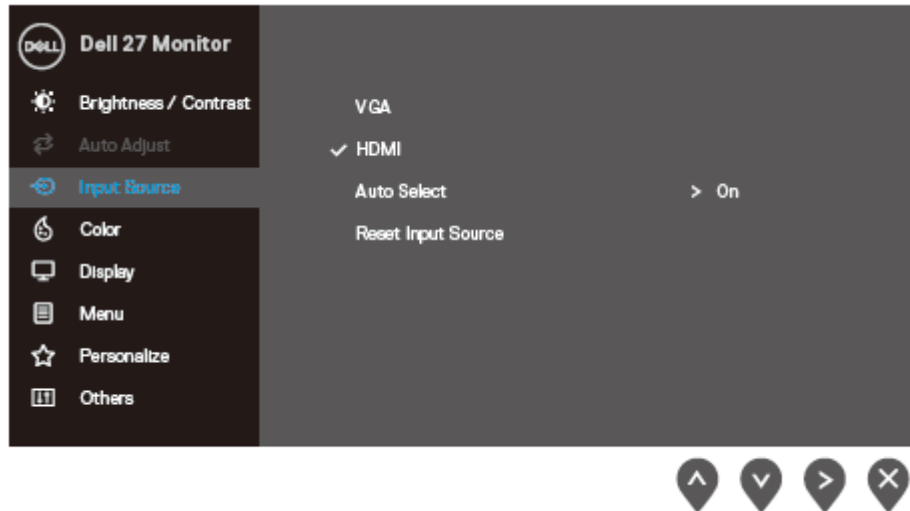 DELL Dell 27 Monitor
Brightness / Contrast
Auto Adjust
Input Source
Color
Display
Menu
Personalize
Others
VGA
HDMI
Auto Select > On
Reset Input Source